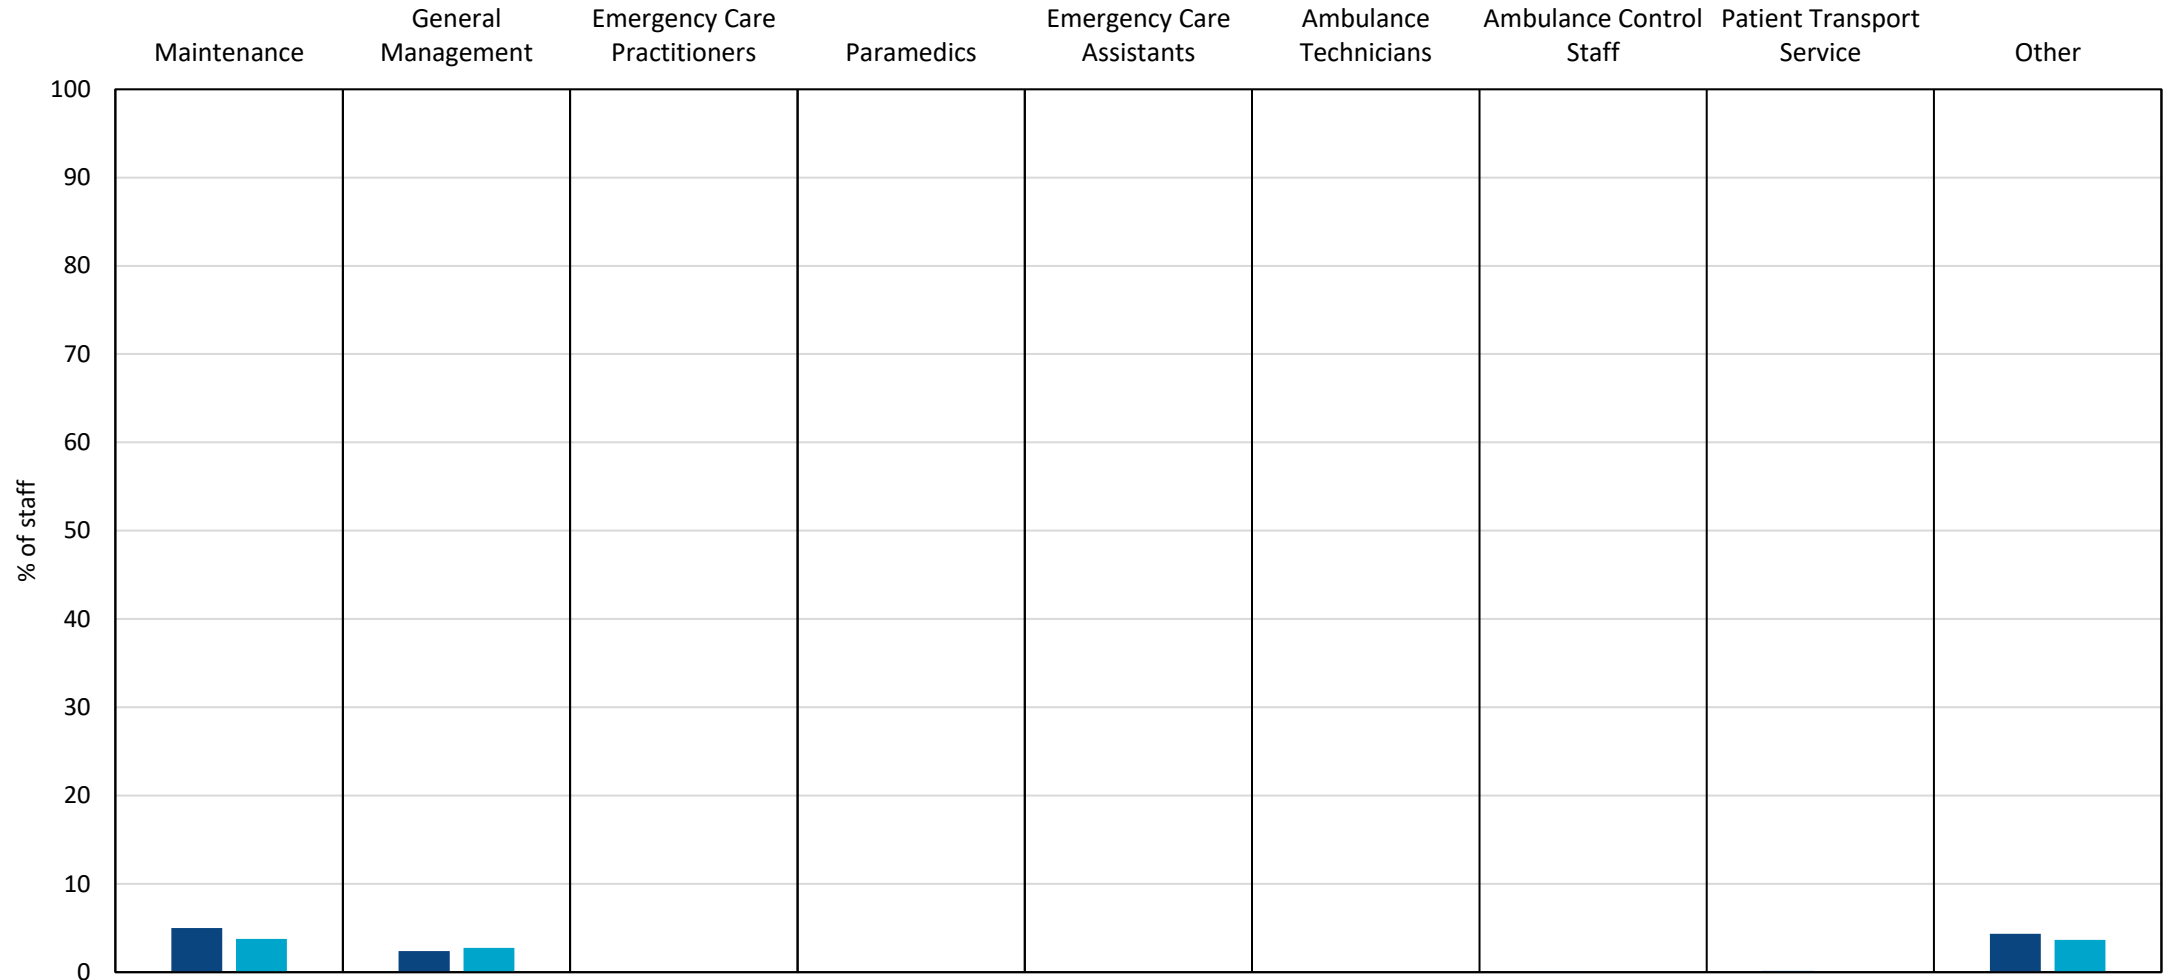 Maintenance
General
Management
Emergency Care
Practitioners
Paramedics
Emergency Care
Assistants
Ambulance
Technicians
Ambulance Control
Staff
Patient Transport
Service
Other
100
90
80
70
60
50
40
30
20
10
0
% of staff